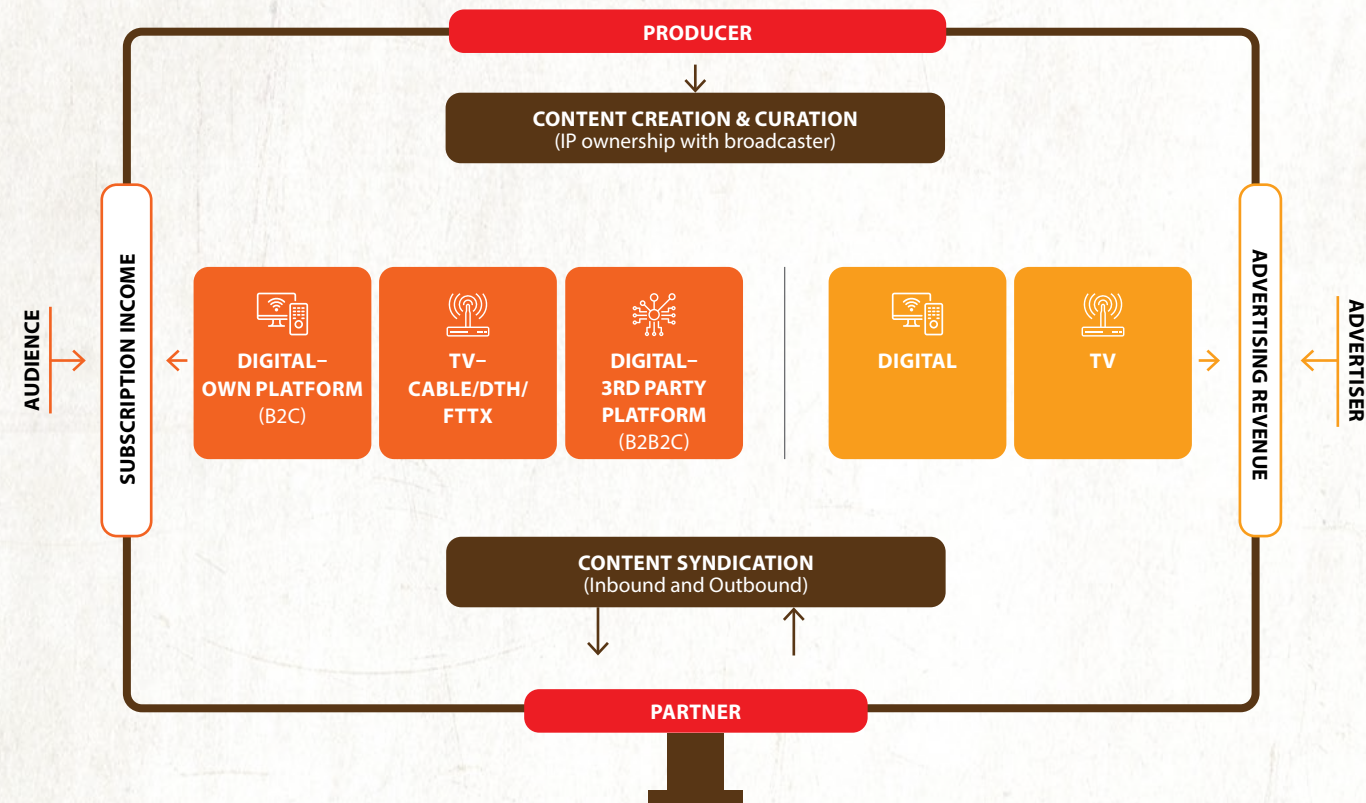 PRODUCER
CONTENT CREATION & CURATION
(IP ownership with broadcaster)
AUDIENCE
SUBSCRIPTION INCOME
DIGITAL–
OWN PLATFORM
(B2C)
TV–
CABLE/DTH/
FTTX
DIGITAL–
3RD PARTY
PLATFORM
(B2B2C)
DIGITAL
TV
ADVERTISING REVENUE
ADVERTISER
CONTENT SYNDICATION
(Inbound and Outbound)
PARTNER